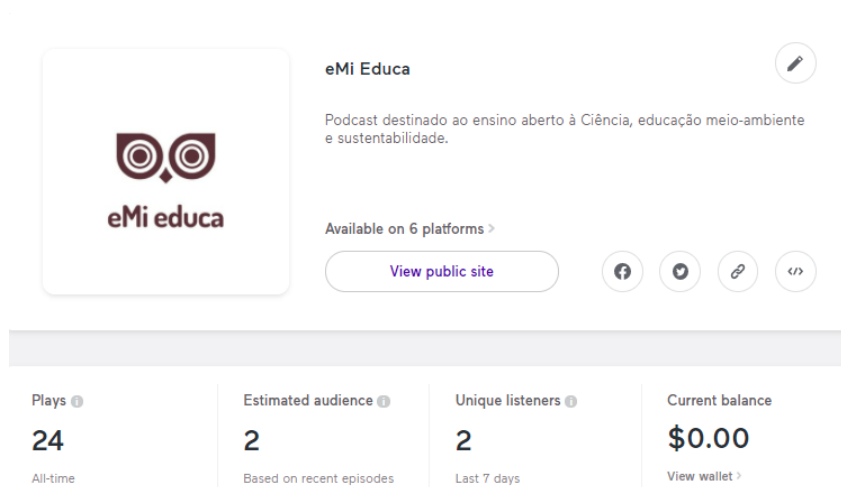 eMi Educa
Podcast destinado ao ensino aberto à Ciência, educação meio-ambiente
e sustentabilidade.
eMi educa
Available on 6 platforms >
View public site
Plays
24
All-time
Estimated audience
2
Based on recent episodes
Unique listeners
2
Last 7 days
Current balance
$0.00
View wallet >